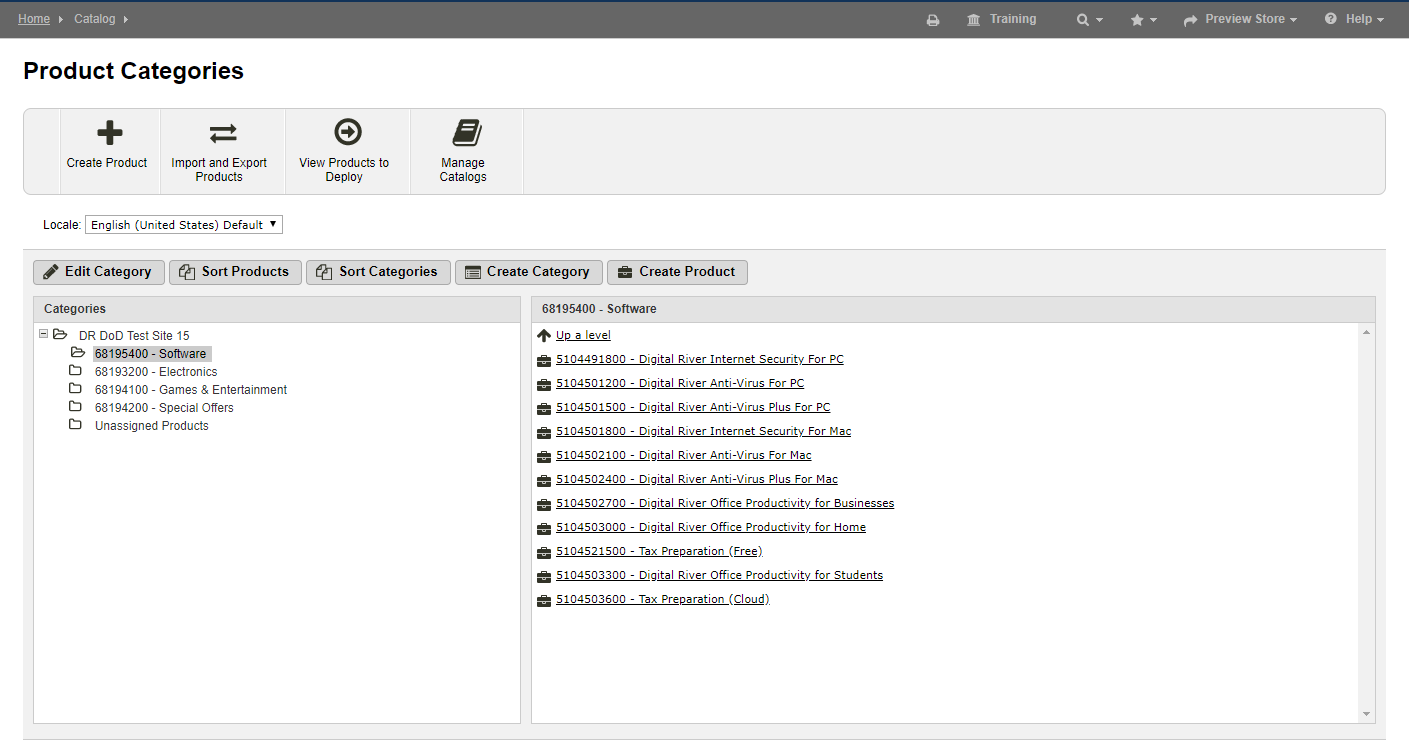 Home Catalog Training Preview Store Help
Product Categories
Create Product
Import and Export
Products
View Products to
Deploy
Manage
Catalogs
Locale: English (United States) Default
Edit Category Sort Products Sort Categories Create Category Create Product
Categories
DR DoD Test Site 15
68195400 - Software
68193200 - Electronics
68194100 - Games & Entertainment
68194200 - Special Offers
Unassigned Products
68195400 - Software
Up a level
5104491800 - Digital River Internet Security For PC
5104501200 - Digital River Anti-Virus For PC
5104501500 - Digital River Anti-Virus Plus For PC
5104501800 - Digital River Internet Security For Mac
5104502100 - Digital River Anti-Virus For Mac
5104502400 - Digital River Anti-Virus Plus For Mac
5104502700 - Digital River Office Productivity for Businesses
5104503000 - Digital River Office Productivity for Home
5104521500 - Tax Preparation (Free)
5104503300 - Digital River Office Productivity for Students
5104503600 - Tax Preparation (Cloud)